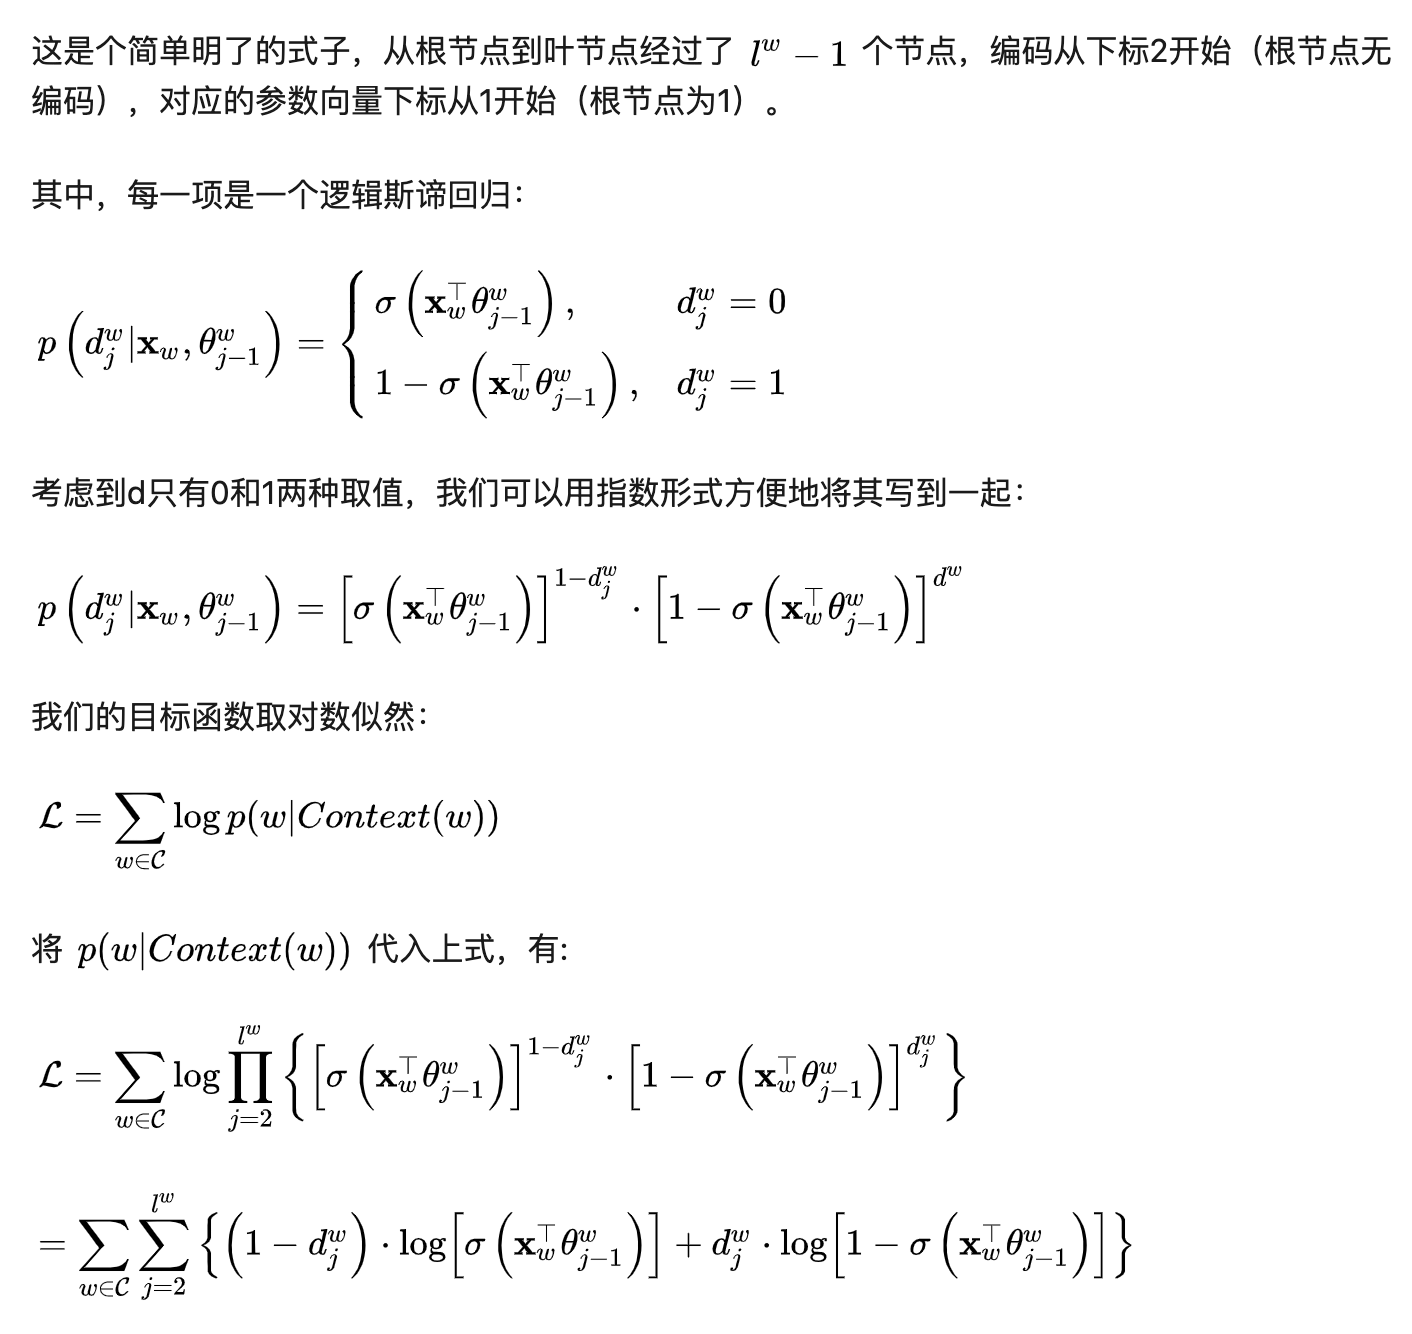 这是个简单明了的式子，从根节点到叶节点经过了 $l^w - 1$ 个节点，编码从下标2开始（根节点无
编码），对应的参数向量下标从1开始（根节点为1）。
其中，每一项是一个逻辑斯谛回归：
$p\left(d_j^w|\mathbf{x}_w, \theta_{j-1}^w\right) = \begin{cases} \sigma\left(\mathbf{x}_w^\top \theta_{j-1}^w\right), & d_j^w = 0 \\ 1 - \sigma\left(\mathbf{x}_w^\top \theta_{j-1}^w\right), & d_j^w = 1 \end{cases}$
考虑到d只有0和1两种取值，我们可以用指数形式方便地将其写到一起：
$p\left(d_j^w|\mathbf{x}_w, \theta_{j-1}^w\right) = \left[\sigma\left(\mathbf{x}_w^\top \theta_{j-1}^w\right)\right]^{1-d_j^w} \cdot \left[1 - \sigma\left(\mathbf{x}_w^\top \theta_{j-1}^w\right)\right]^{d^w}$
我们的目标函数取对数似然：
$\mathcal{L} = \sum_{w \in \mathcal{C}} \log p(w|Context(w))$
将 $p(w|Context(w))$ 代入上式，有:
$\mathcal{L} = \sum_{w \in \mathcal{C}} \log \prod_{j=2}^{l^w} \left\{ \left[\sigma\left(\mathbf{x}_w^\top \theta_{j-1}^w\right)\right]^{1-d_j^w} \cdot \left[1 - \sigma\left(\mathbf{x}_w^\top \theta_{j-1}^w\right)\right]^{d_j^w} \right\}$
$= \sum_{w \in \mathcal{C}} \sum_{j=2}^{l^w} \left\{ \left(1 - d_j^w\right) \cdot \log\left[\sigma\left(\mathbf{x}_w^\top \theta_{j-1}^w\right)\right] + d_j^w \cdot \log\left[1 - \sigma\left(\mathbf{x}_w^\top \theta_{j-1}^w\right)\right] \right\}$